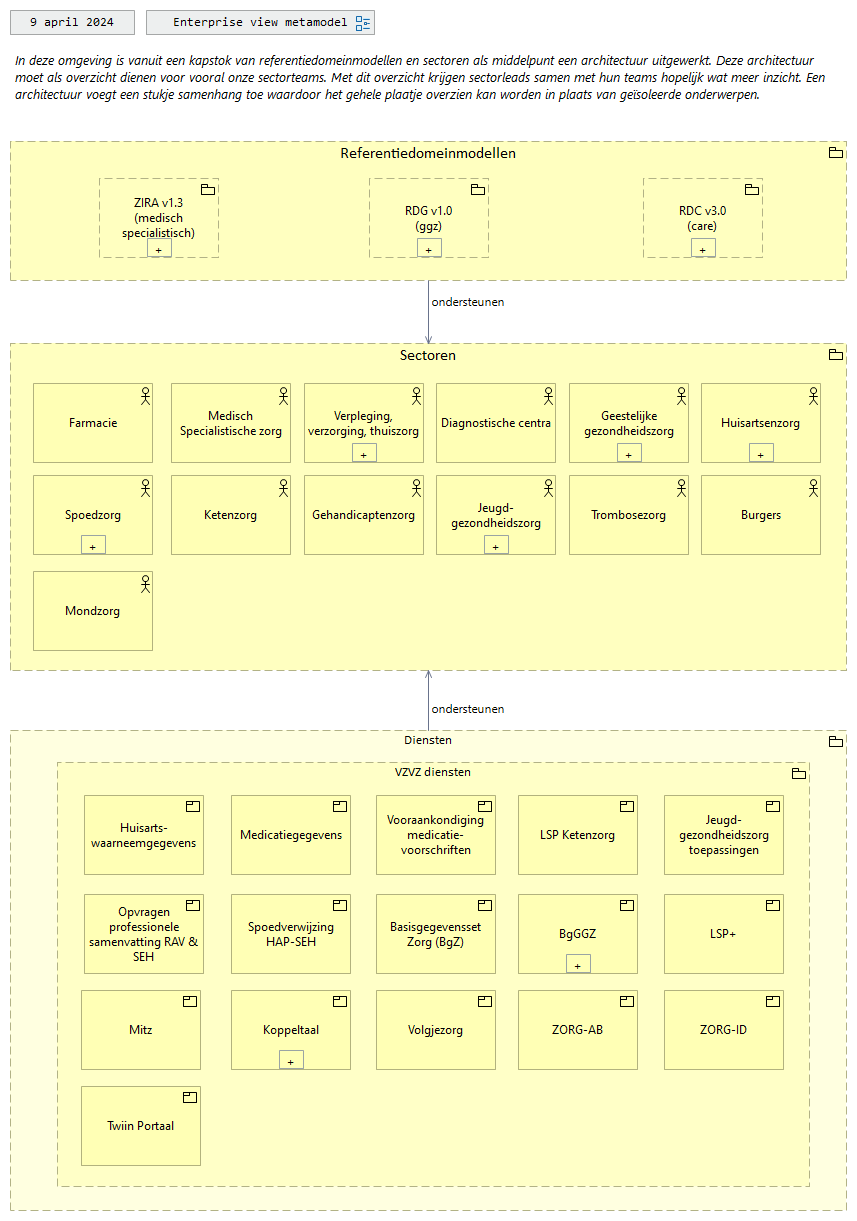 9 april 2024
Enterprise view metamodel
In deze omgeving is vanuit een kapstok van referentiedomeinmodellen en sectoren als middelpunt een architectuur uitgewerkt. Deze architectuur
moet als overzicht dienen voor vooral onze sectorteams. Met dit overzicht krijgen sectorleads samen met hun teams hopelijk wat meer inzicht. Een
architectuur voegt een stukje samenhang toe waardoor het gehele plaatje overzien kan worden in plaats van geïsoleerde onderwerpen.
Referentiedomeinmodellen
ZIRA v1.3
(medisch
specialistisch)
+
RDG v1.0
(ggz)
+
RDC v3.0
(care)
+
ondersteunen
Sectoren
Farmacie
Medisch
Specialistische zorg
Verpleging,
verzorging, thuiszorg
+
Diagnostische centra
Geestelijke
gezondheidszorg
+
Huisartsenzorg
+
Spoedzorg
+
Ketenzorg
Gehandicaptenzorg
Jeugd-
gezondheidszorg
+
Trombosezorg
Burgers
Mondzorg
ondersteunen
Diensten
VZVZ diensten
Huisarts-
waarneemgegevens
Medicatiegegevens
Vooraankondiging
medicatie-
voorschriften
LSP Ketenzorg
Jeugd-
gezondheidszorg
toepassingen
Opvragen
professionele
samenvatting RAV &
SEH
Spoedverwijzing
HAP-SEH
Basisgegevensset
Zorg (BgZ)
BgGGZ
+
LSP+
Mitz
Koppeltaal
+
Volgjezorg
ZORG-AB
ZORG-ID
Twiin Portaal